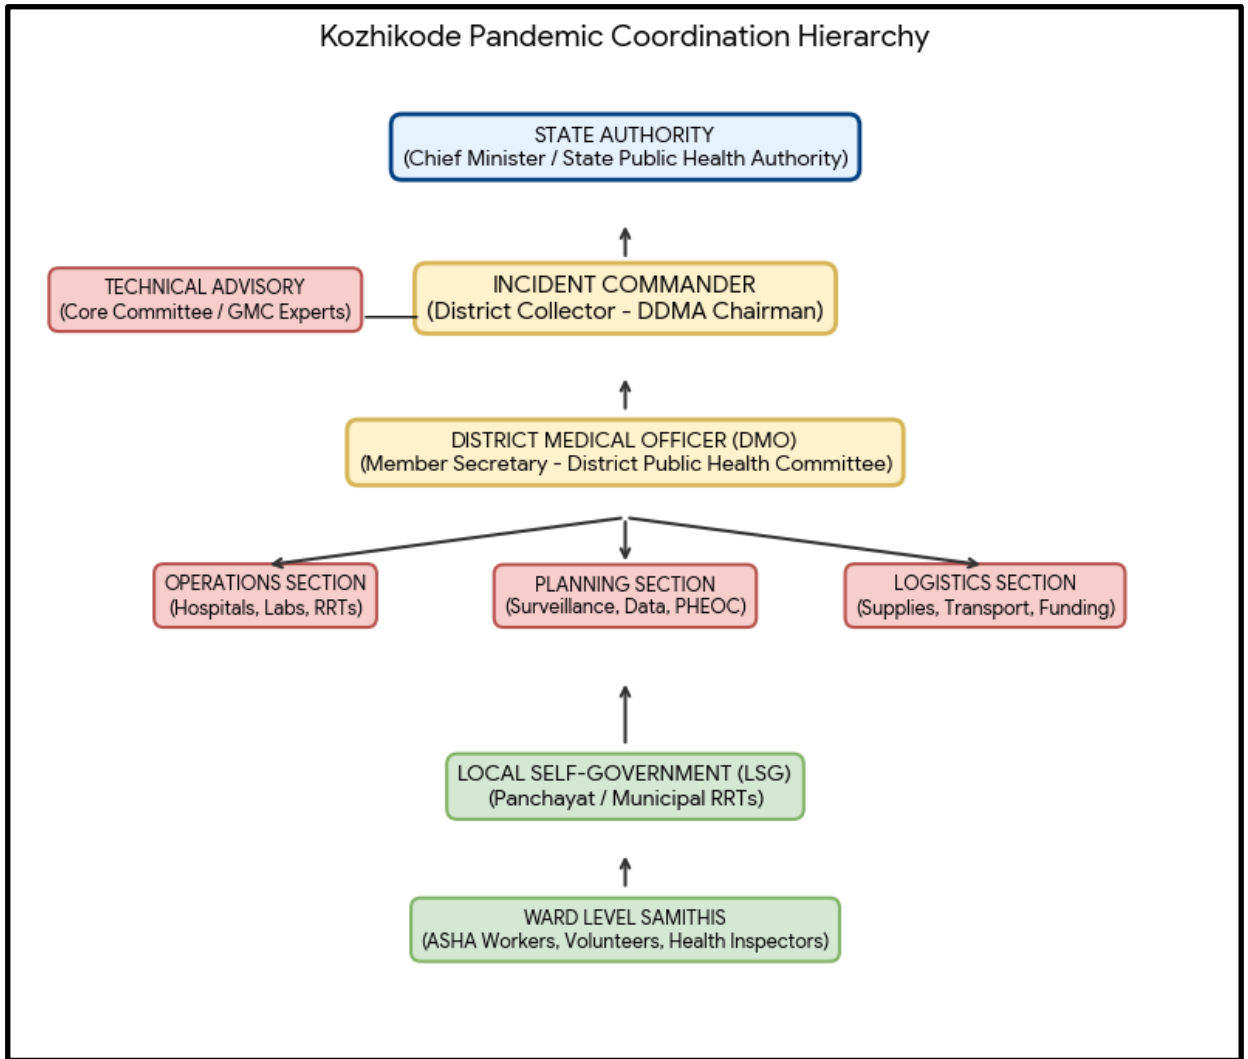 Kozhikode Pandemic Coordination Hierarchy
STATE AUTHORITY
(Chief Minister / State Public Health Authority)
TECHNICAL ADVISORY
(Core Committee / GMC Experts)
INCIDENT COMMANDER
(District Collector - DDMA Chairman)
DISTRICT MEDICAL OFFICER (DMO)
(Member Secretary - District Public Health Committee)
OPERATIONS SECTION
(Hospitals, Labs, RRTs)
PLANNING SECTION
(Surveillance, Data, PHEOC)
LOGISTICS SECTION
(Supplies, Transport, Funding)
LOCAL SELF-GOVERNMENT (LSG)
(Panchayat / Municipal RRTs)
WARD LEVEL SAMITHIS
(ASHA Workers, Volunteers, Health Inspectors)